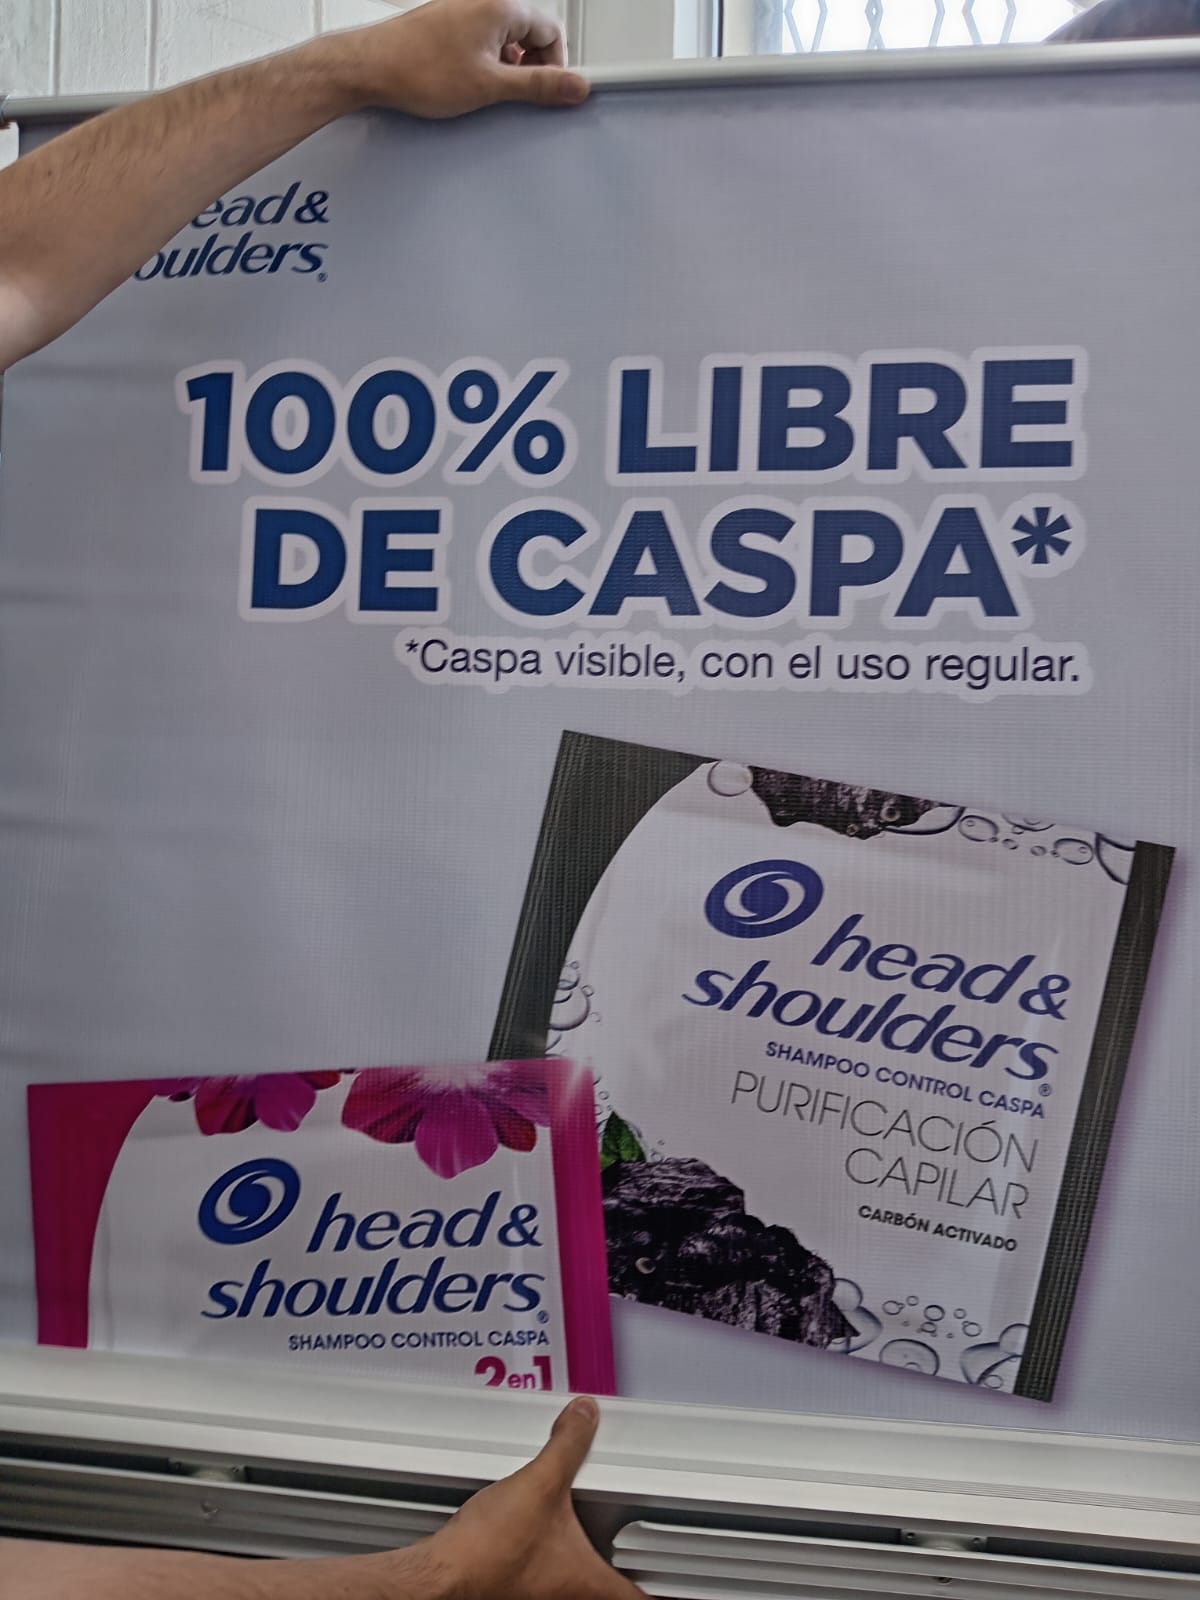 ead &
oulders®
100% LIBRE
DE CASPA*
*Caspa visible, con el uso regular.
head &
shoulders®
SHAMPOO CONTROL CASPA
PURIFICACIÓN
CAPILAR
CARBÓN ACTIVADO
head &
shoulders®
SHAMPOO CONTROL CASPA
2en1